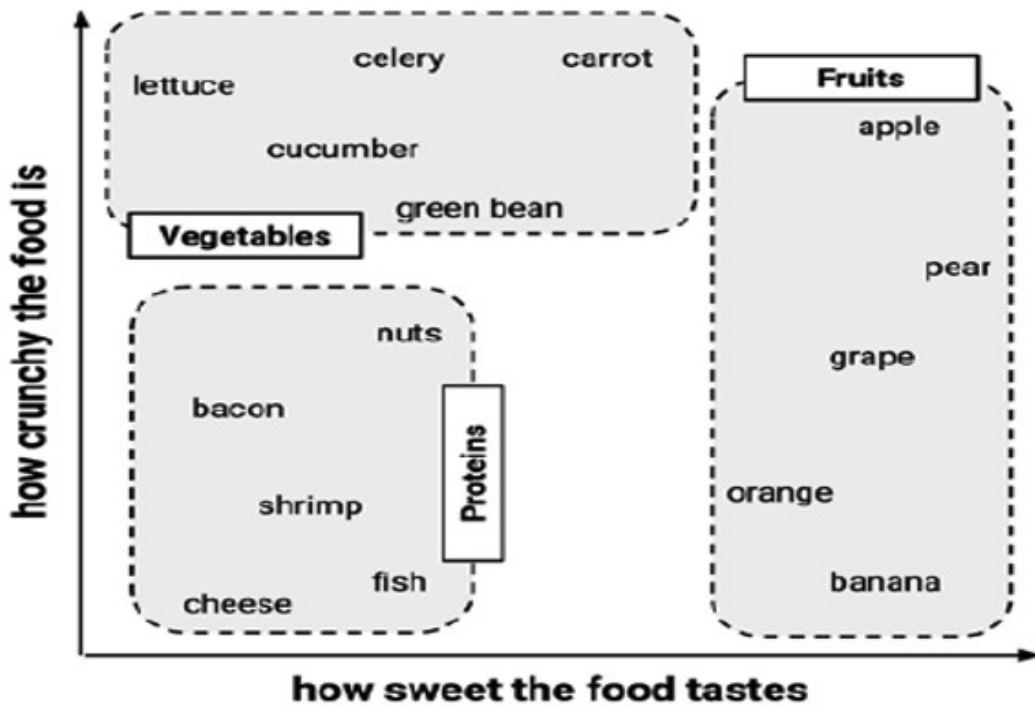 celery
carrot
lettuce
Fruits
apple
cucumber
green bean
Vegetables
pear
nuts
grape
bacon
Proteins
orange
shrimp
fish
banana
cheese
how crunchy the food is
how sweet the food tastes